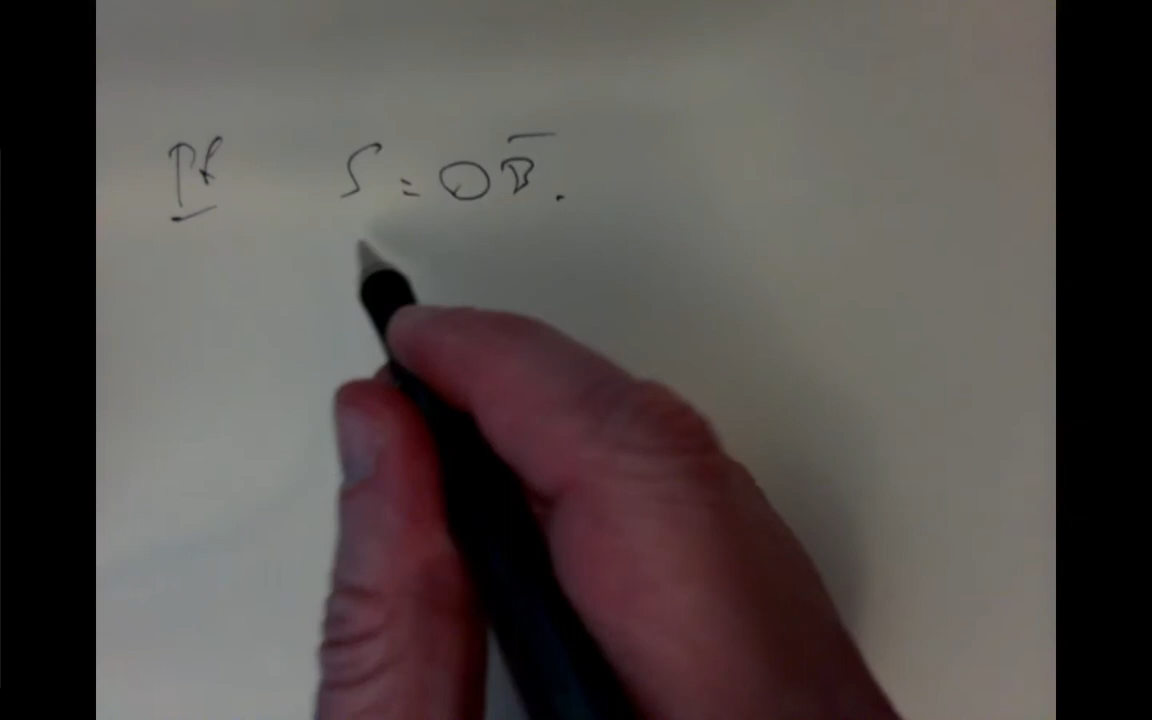 Pf S = O B̅.